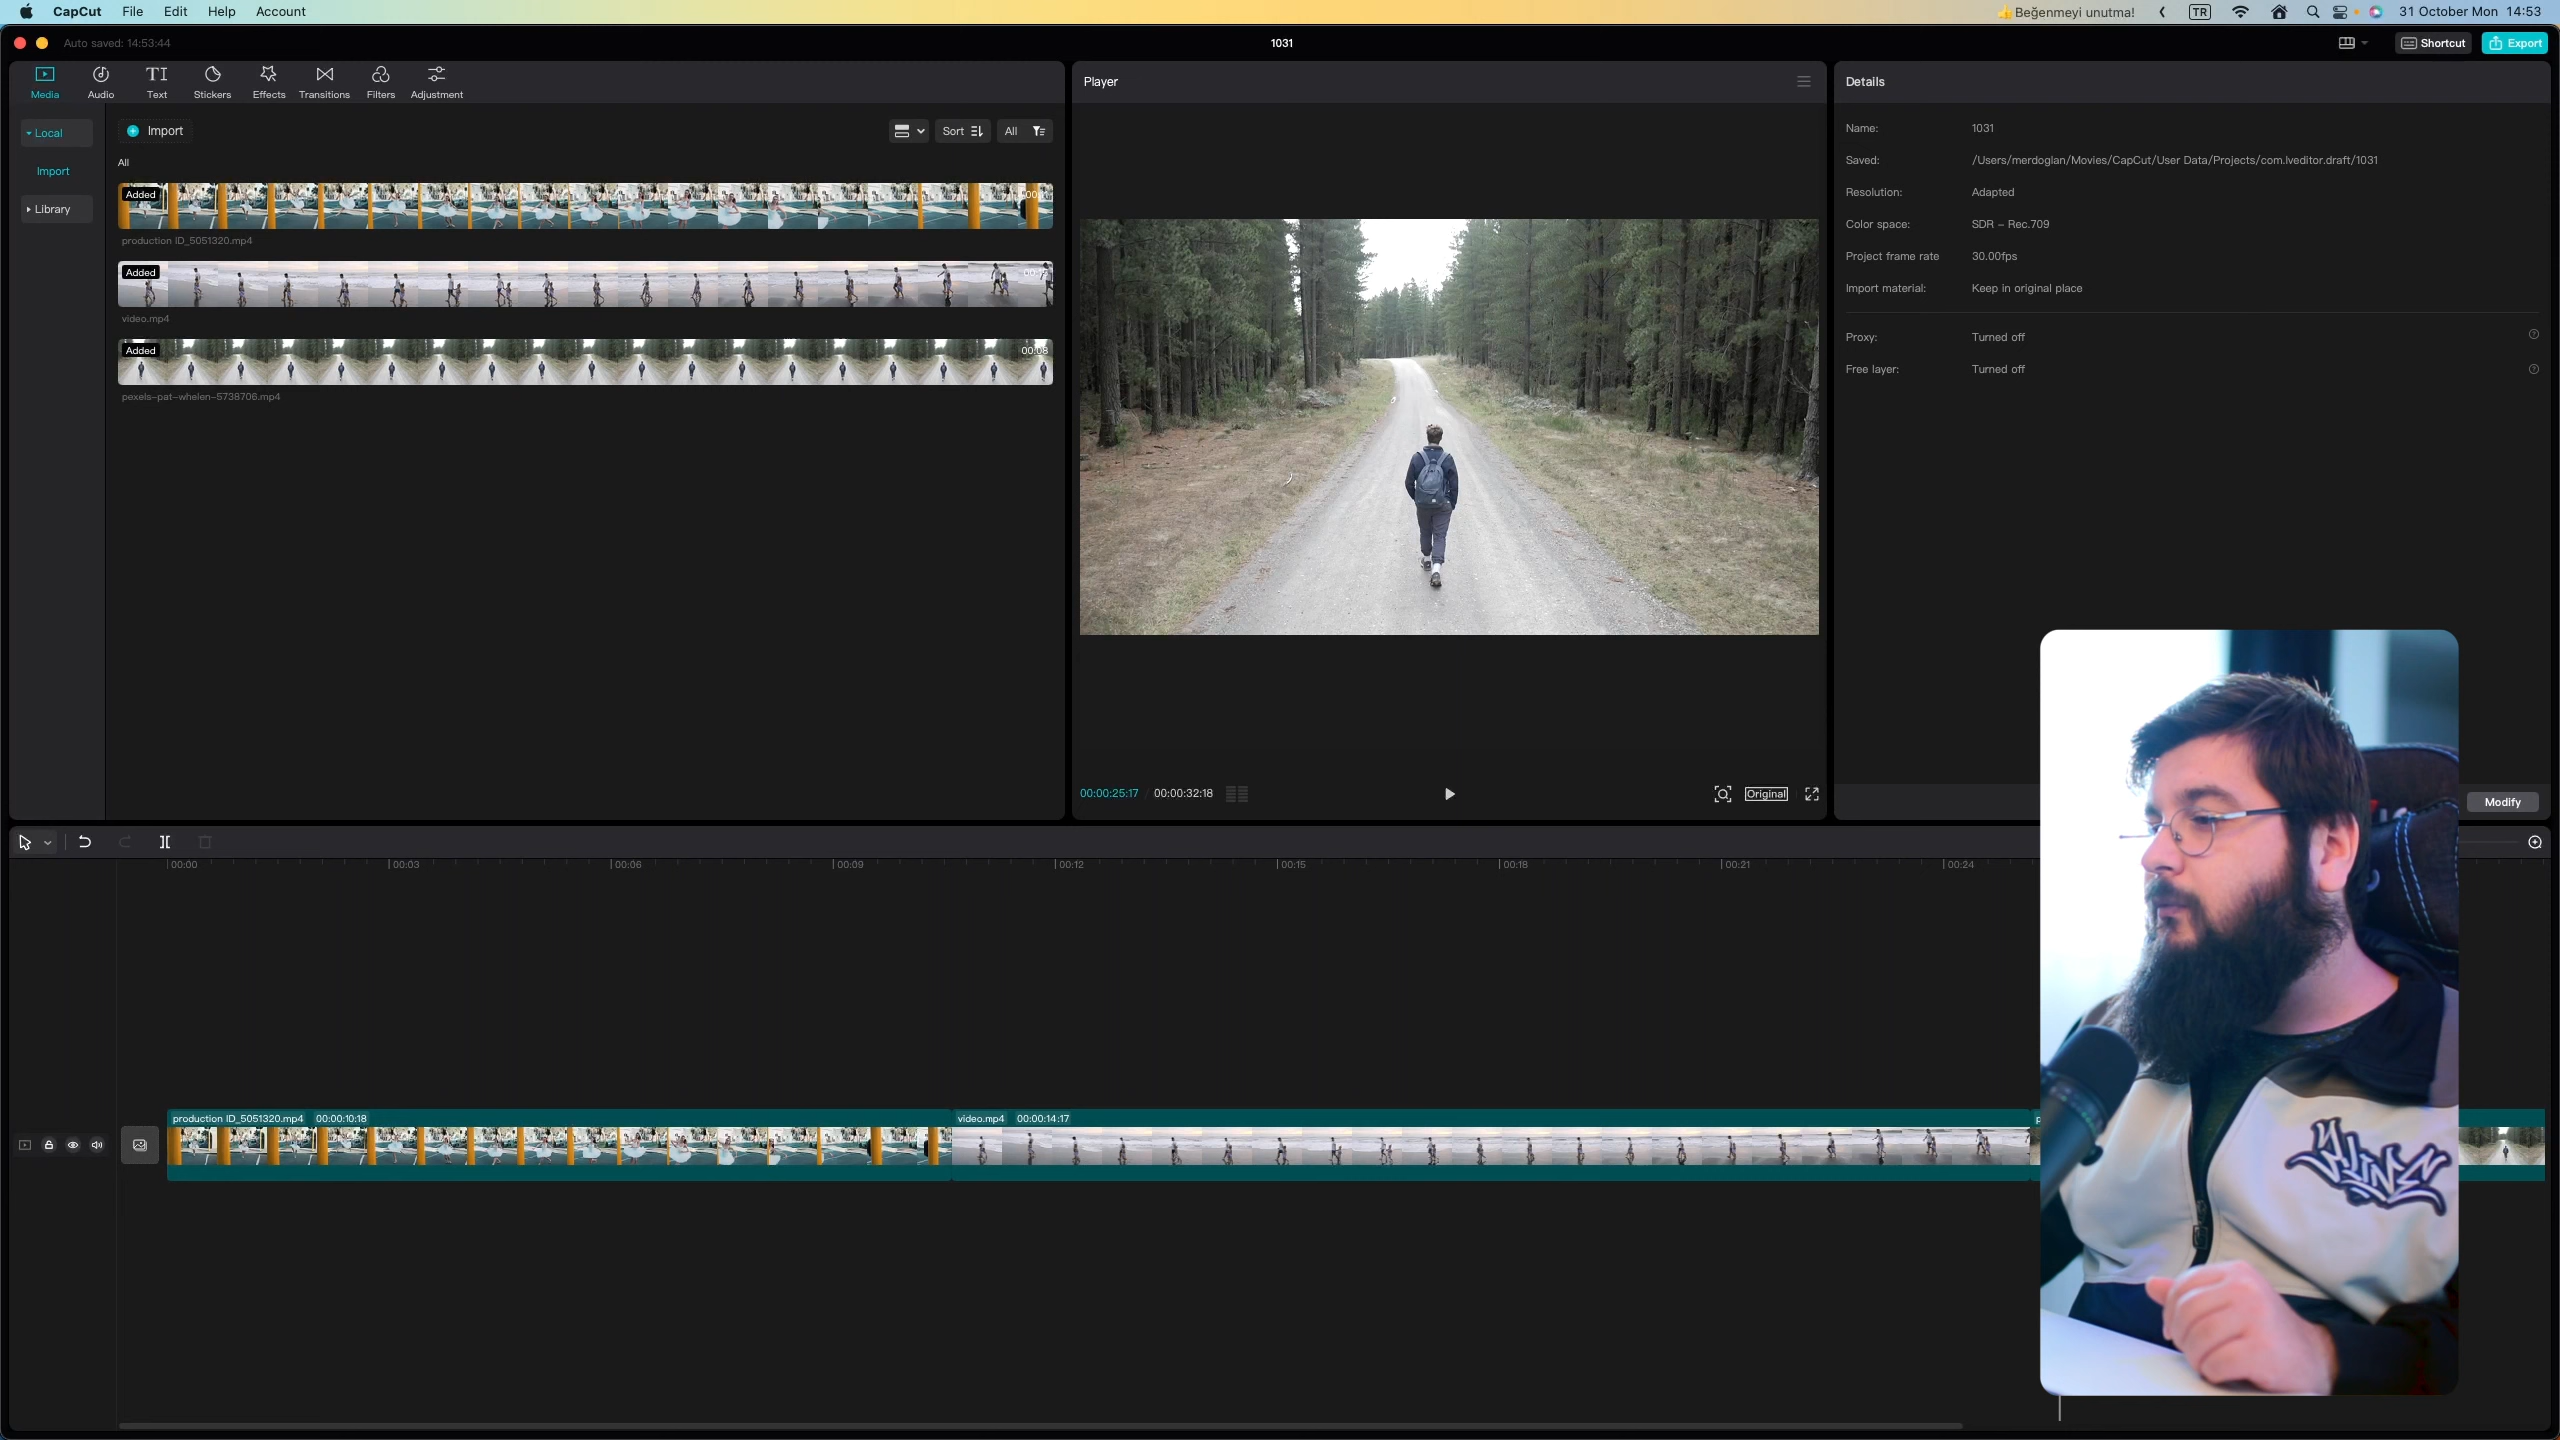 CapCut File Edit Help Account
👍Beğenmeyi unutma! TR 31 October Mon 14:53
Auto saved: 14:53:44
1031
Shortcut
Export
Media Audio Text Stickers Effects Transitions Filters Adjustment
Local
Import
Library
Import
Sort
All
All
Added
production ID_5051320.mp4
Added
video.mp4
Added
00:08
pexels-pat-whelen-5738706.mp4
Player
00:00:25:17 00:00:32:18
Original
Details
Name: 1031
Saved: /Users/merdoglan/Movies/CapCut/User Data/Projects/com.lveditor.draft/1031
Resolution: Adapted
Color space: SDR – Rec.709
Project frame rate 30.00fps
Import material: Keep in original place
Proxy: Turned off
Free layer: Turned off
Modify
00:00 00:03 00:06 00:09 00:12 00:15 00:18 00:21 00:24
production ID_5051320.mp4 00:00:10:18
video.mp4 00:00:14:17